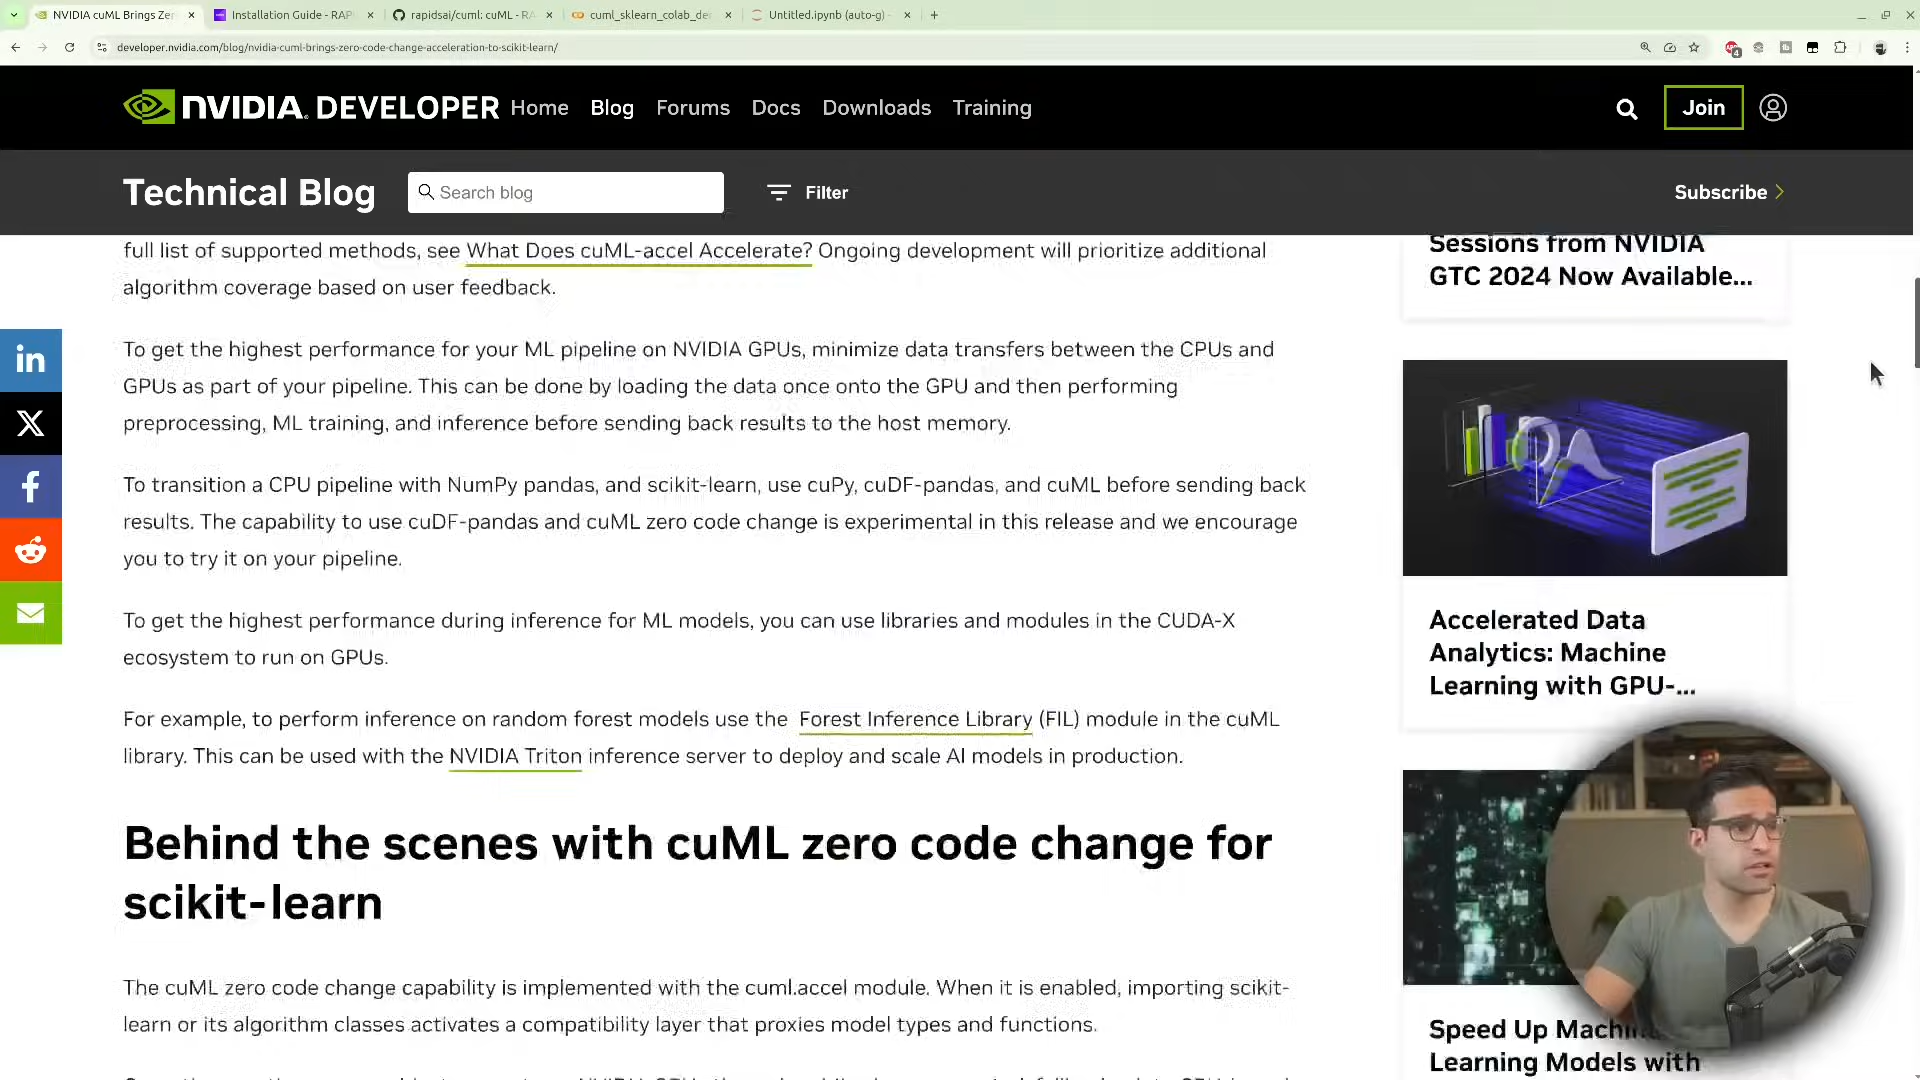 NVIDIA cuML Brings Zer
Installation Guide - RAPI
rapidsai/cuml: cuML - RA
cuml_sklearn_colab_der
Untitled.ipynb (auto-g) -
developer.nvidia.com/blog/nvidia-cuml-brings-zero-code-change-acceleration-to-scikit-learn/
NVIDIA. DEVELOPER Home Blog Forums Docs Downloads Training
Join
Technical Blog
Search blog
Filter
Subscribe
full list of supported methods, see What Does cuML-accel Accelerate? Ongoing development will prioritize additional
algorithm coverage based on user feedback.
To get the highest performance for your ML pipeline on NVIDIA GPUs, minimize data transfers between the CPUs and
GPUs as part of your pipeline. This can be done by loading the data once onto the GPU and then performing
preprocessing, ML training, and inference before sending back results to the host memory.
To transition a CPU pipeline with NumPy pandas, and scikit-learn, use cuPy, cuDF-pandas, and cuML before sending back
results. The capability to use cuDF-pandas and cuML zero code change is experimental in this release and we encourage
you to try it on your pipeline.
To get the highest performance during inference for ML models, you can use libraries and modules in the CUDA-X
ecosystem to run on GPUs.
For example, to perform inference on random forest models use the Forest Inference Library (FIL) module in the cuML
library. This can be used with the NVIDIA Triton inference server to deploy and scale AI models in production.
Behind the scenes with cuML zero code change for
scikit-learn
The cuML zero code change capability is implemented with the cuml.accel module. When it is enabled, importing scikit-
learn or its algorithm classes activates a compatibility layer that proxies model types and functions.
Sessions from NVIDIA
GTC 2024 Now Available...
Accelerated Data
Analytics: Machine
Learning with GPU-...
Speed Up Machin
Learning Models with
in
X
f